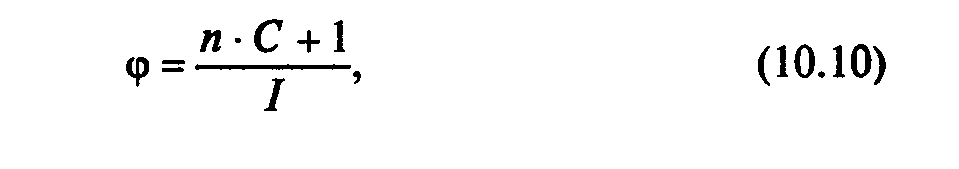 φ = (n · C + 1) / I, (10.10)